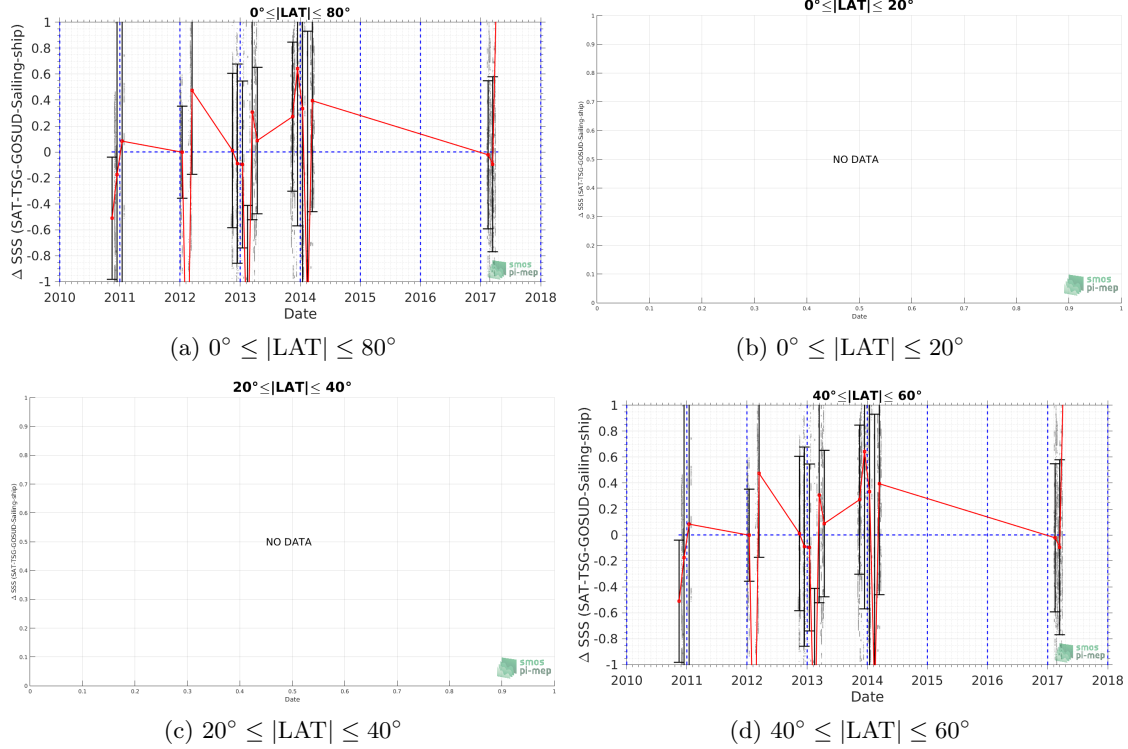 0°≤|LAT|≤ 80°
Δ SSS (SAT-TSG-GOSUD-Sailing-ship)
1
0.8
0.6
0.4
0.2
0
-0.2
-0.4
-0.6
-0.8
-1
2010 2011 2012 2013 2014 2015 2016 2017 2018
Date
smos
pi-mep
(a) 0° ≤ |LAT| ≤ 80°
0°≤|LAT|≤ 20°
Δ SSS (SAT-TSG-GOSUD-Sailing-ship)
1
0.9
0.8
0.7
0.6
0.5
0.4
0.3
0.2
0.1
0
NO DATA
0 0.1 0.2 0.3 0.4 0.5 0.6 0.7 0.8 0.9 1
Date
smos
pi-mep
(b) 0° ≤ |LAT| ≤ 20°
20°≤|LAT|≤ 40°
Δ SSS (SAT-TSG-GOSUD-Sailing-ship)
1
0.9
0.8
0.7
0.6
0.5
0.4
0.3
0.2
0.1
0
NO DATA
0 0.1 0.2 0.3 0.4 0.5 0.6 0.7 0.8 0.9 1
Date
smos
pi-mep
(c) 20° ≤ |LAT| ≤ 40°
40°≤|LAT|≤ 60°
Δ SSS (SAT-TSG-GOSUD-Sailing-ship)
1
0.8
0.6
0.4
0.2
0
-0.2
-0.4
-0.6
-0.8
-1
2010 2011 2012 2013 2014 2015 2016 2017 2018
Date
smos
pi-mep
(d) 40° ≤ |LAT| ≤ 60°